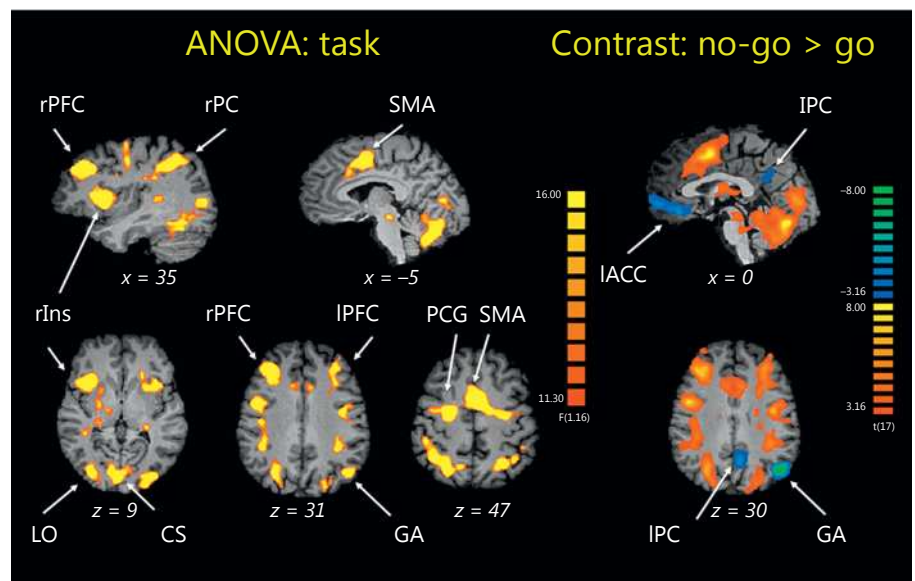 ANOVA: task
Contrast: no-go > go
rPFC
rPC
SMA
lPC
16.00
–8.00
lACC
x = 35
x = –5
x = 0
–3.16
8.00
rIns
rPFC
lPFC
PCG
SMA
11.30
F(1.16)
3.16
t(17)
z = 9
z = 31
z = 47
z = 30
LO
CS
GA
lPC
GA